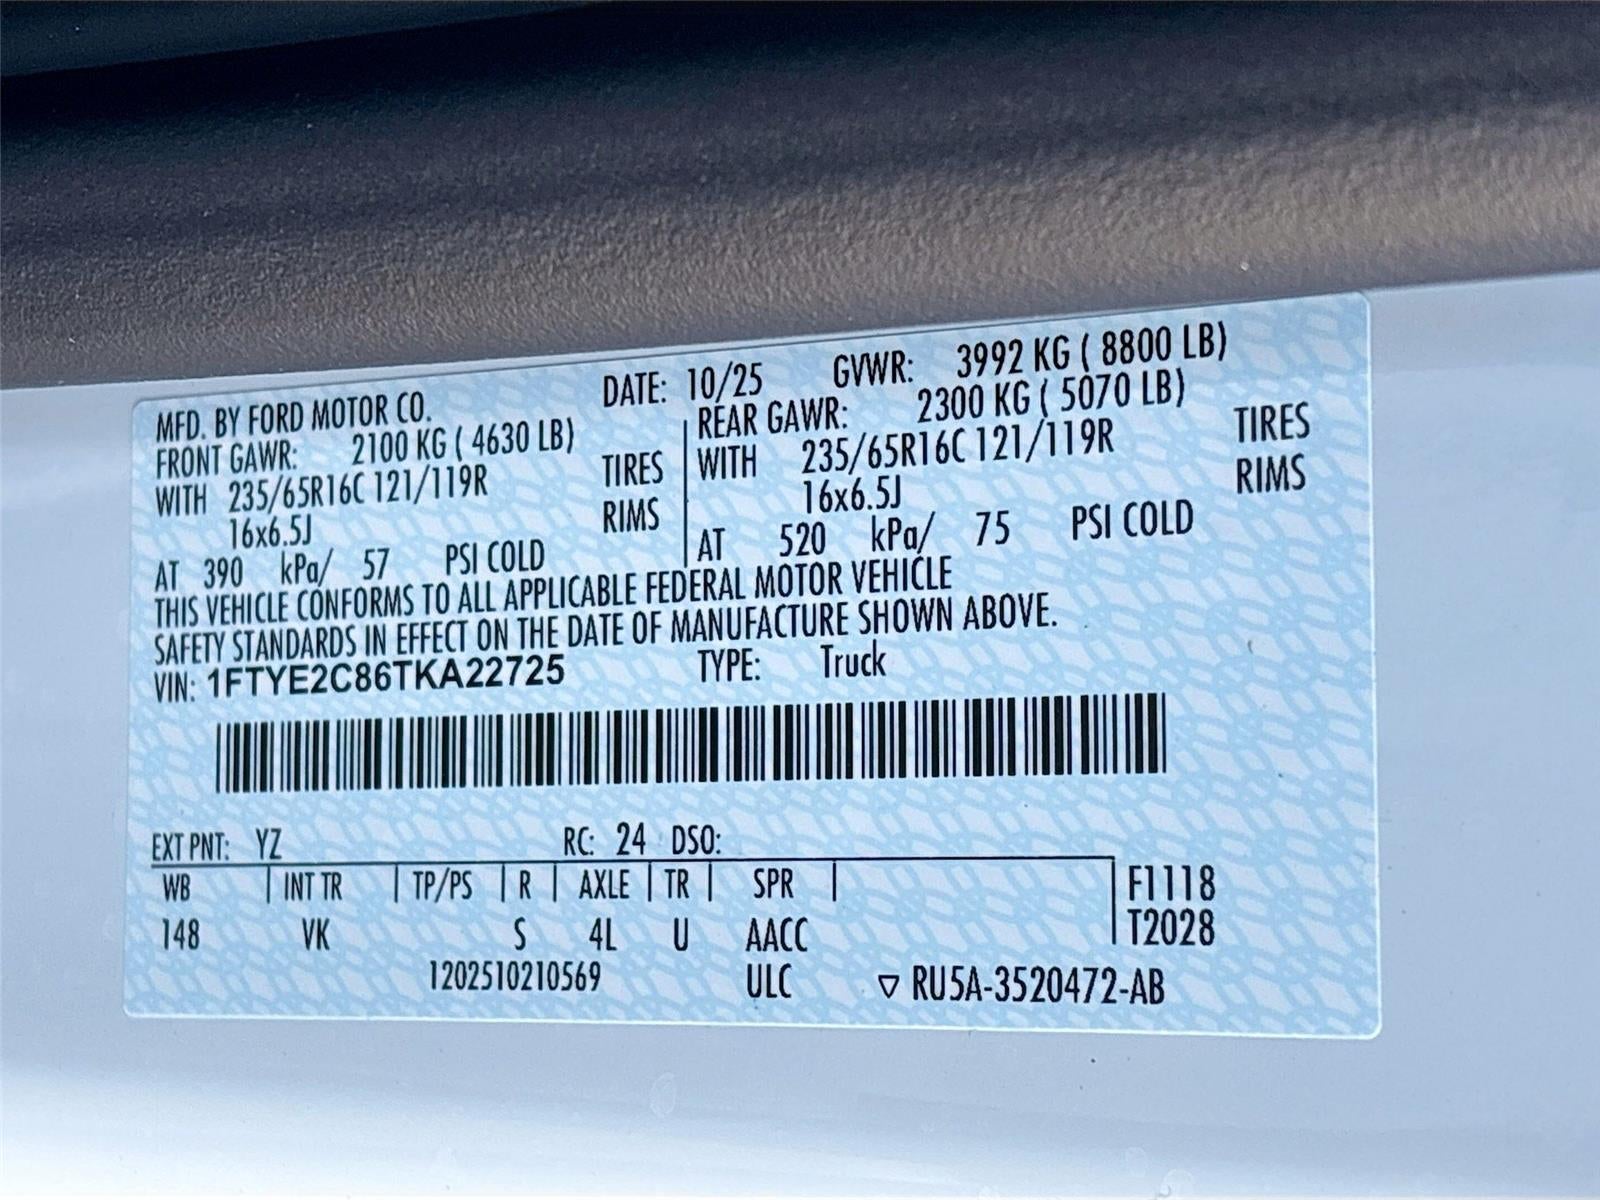 MFD. BY FORD MOTOR CO. DATE: 10/25 GVWR: 3992 KG ( 8800 LB)
FRONT GAWR: 2100 KG ( 4630 LB) REAR GAWR: 2300 KG ( 5070 LB)
WITH 235/65R16C 121/119R TIRES WITH 235/65R16C 121/119R TIRES
16x6.5J RIMS 16x6.5J RIMS
AT 390 kPa/ 57 PSI COLD AT 520 kPa/ 75 PSI COLD
THIS VEHICLE CONFORMS TO ALL APPLICABLE FEDERAL MOTOR VEHICLE
SAFETY STANDARDS IN EFFECT ON THE DATE OF MANUFACTURE SHOWN ABOVE.
VIN: 1FTYE2C86TKA22725 TYPE: Truck
EXT PNT: YZ RC: 24 DSO:
WB INT TR TP/PS R AXLE TR SPR F1118
148 VK S 4L U AACC T2028
1202510210569 ULC ▽ RU5A-3520472-AB